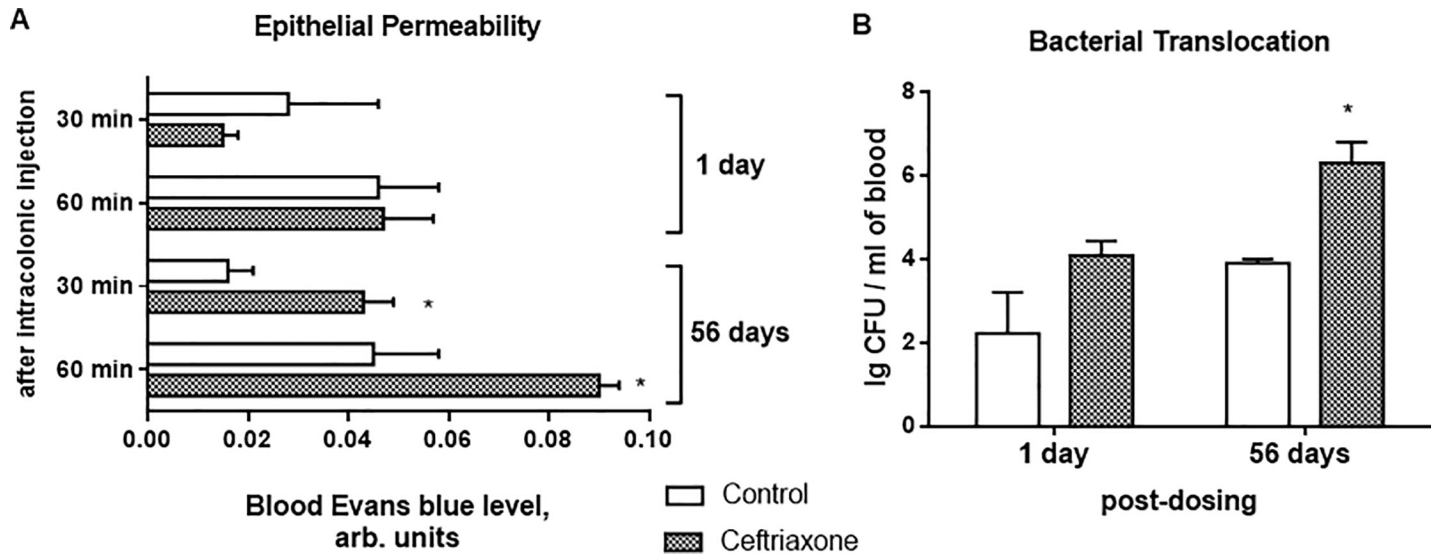 A
Epithelial Permeability
after intracolonic Injection
30 min
60 min
30 min
60 min
1 day
56 days
*
*
0.00 0.02 0.04 0.06 0.08 0.10
Blood Evans blue level,
arb. units
Control
Ceftriaxone
B
Bacterial Translocation
lg CFU / ml of blood
8
6
4
2
0
*
1 day 56 days
post-dosing